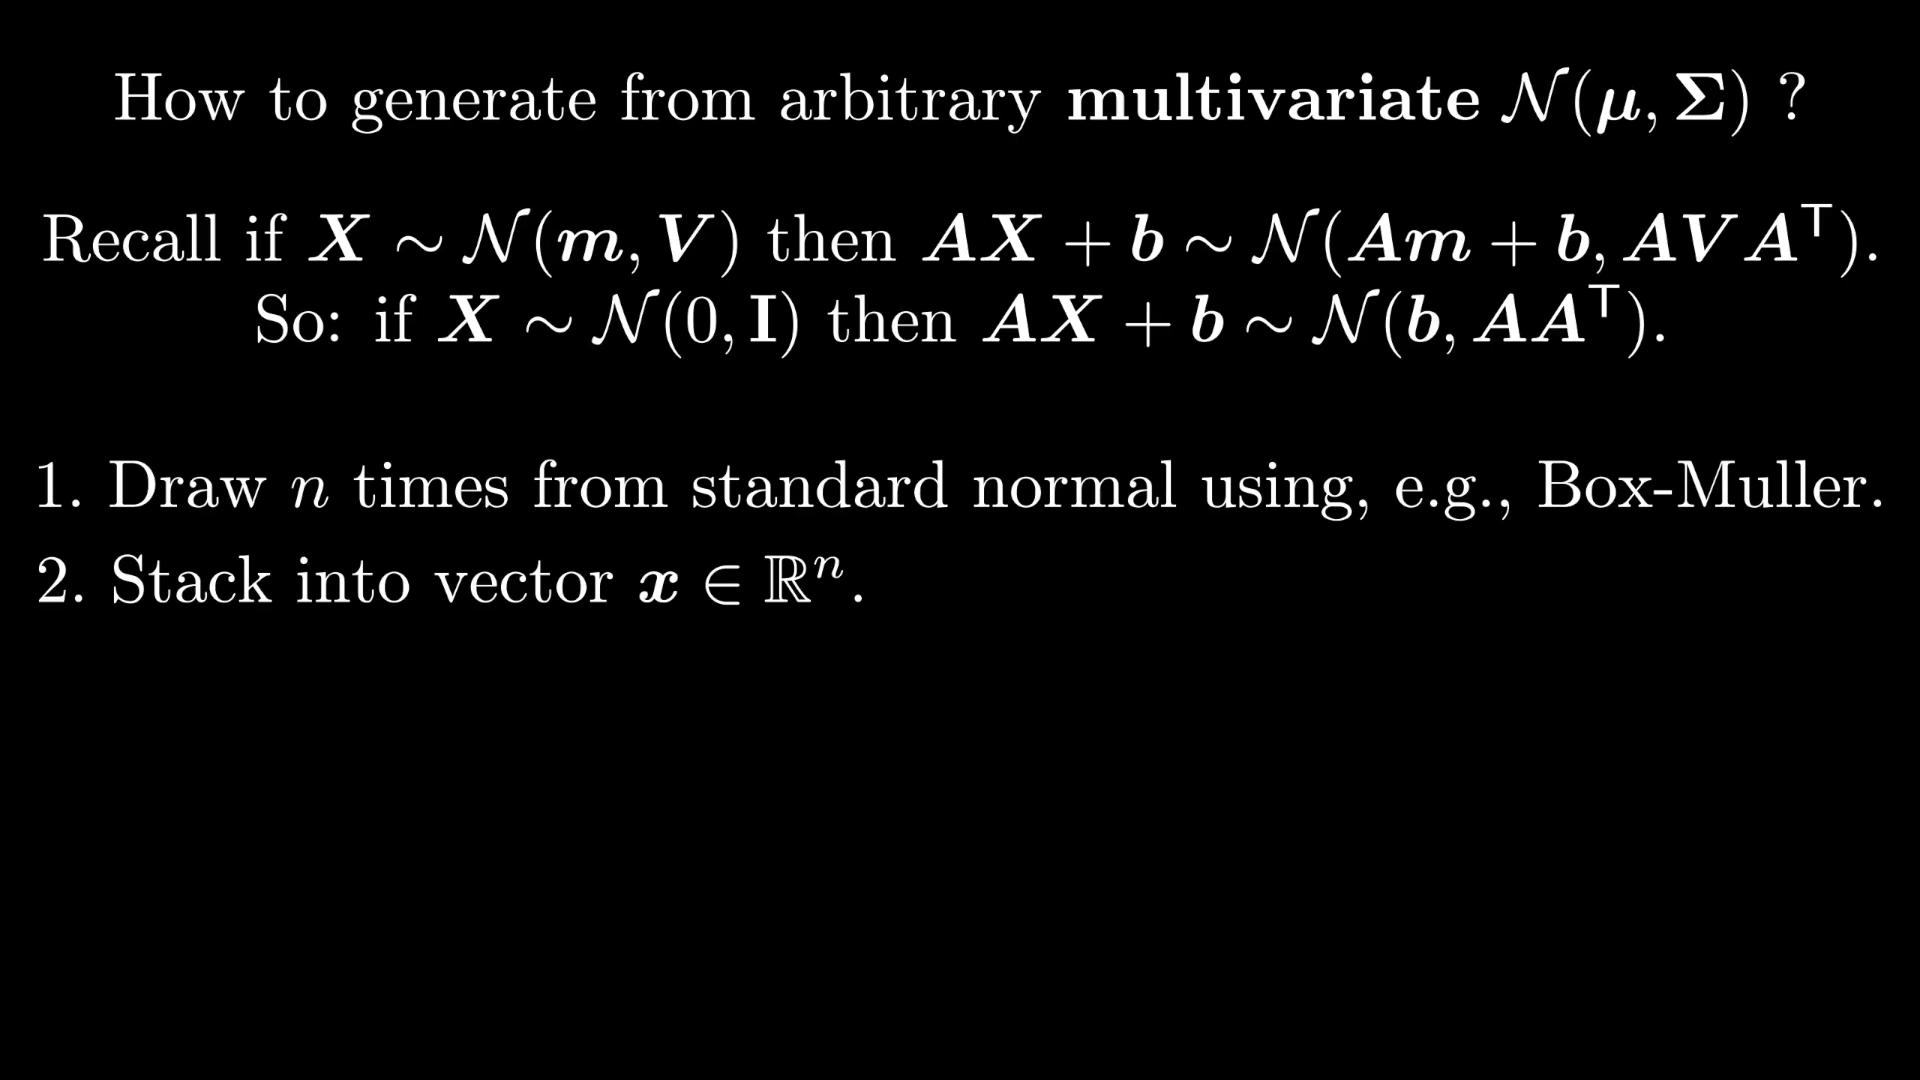 How to generate from arbitrary multivariate 𝒩(μ, Σ) ?
Recall if X ∼ 𝒩(m, V) then AX + b ∼ 𝒩(Am + b, AVA⊤).
So: if X ∼ 𝒩(0, I) then AX + b ∼ 𝒩(b, AA⊤).
1. Draw n times from standard normal using, e.g., Box-Muller.
2. Stack into vector x ∈ ℝⁿ.